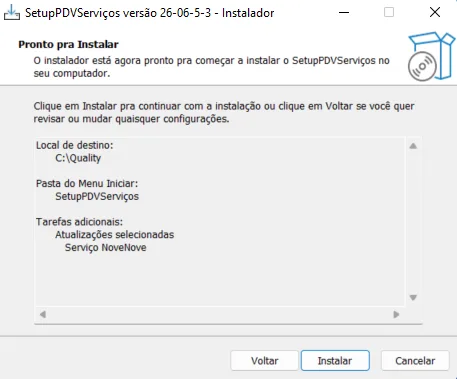 SetupPDVServiços versão 26-06-5-3 - Instalador
Pronto pra Instalar
O instalador está agora pronto pra começar a instalar o SetupPDVServiços no
seu computador.
Clique em Instalar pra continuar com a instalação ou clique em Voltar se você quer
revisar ou mudar quaisquer configurações.
Local de destino:
C:\Quality
Pasta do Menu Iniciar:
SetupPDVServiços
Tarefas adicionais:
Atualizações selecionadas
Serviço NoveNove
Voltar
Instalar
Cancelar